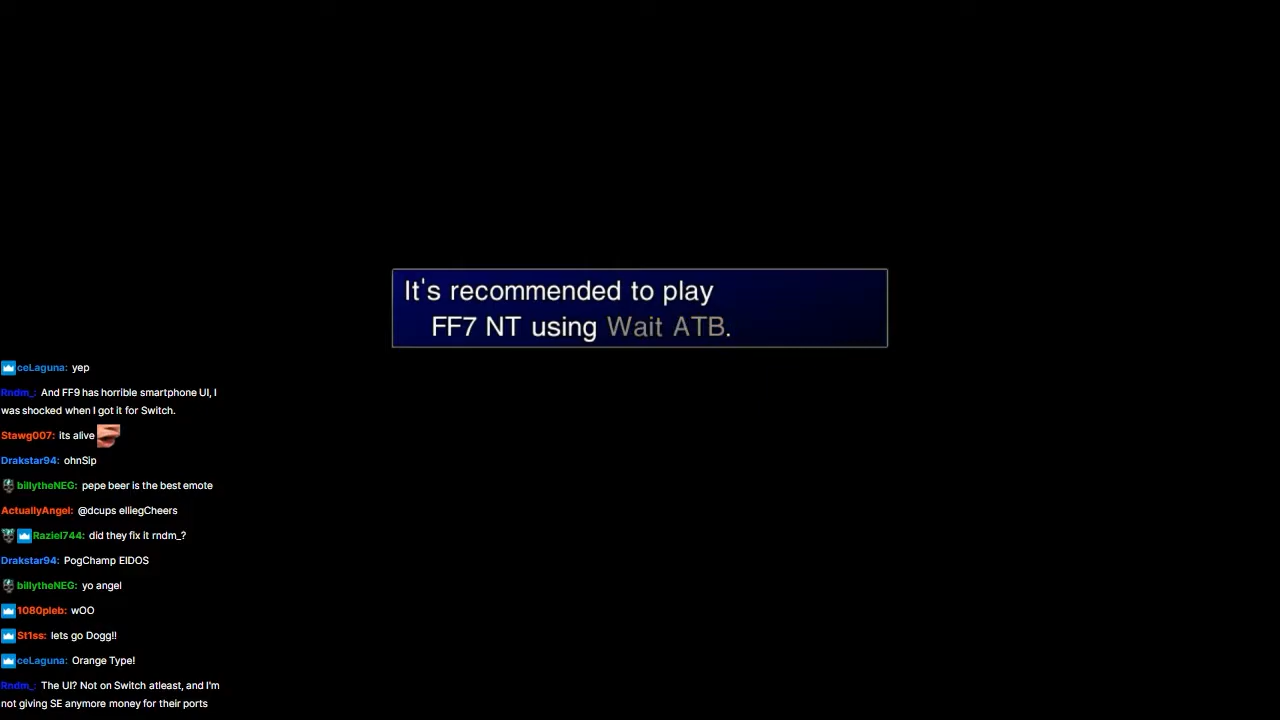 It's recommended to play
FF7 NT using Wait ATB.
ceLaguna: yep
Rndm_: And FF9 has horrible smartphone UI, I
was shocked when I got it for Switch.
Stawg007: its alive
Drakstar94: ohnSip
billytheNEG: pepe beer is the best emote
ActuallyAngel: @dcups elliegCheers
Raziel744: did they fix it rndm_?
Drakstar94: PogChamp EIDOS
billytheNEG: yo angel
1080pleb: wOO
St1ss: lets go Dogg!!
ceLaguna: Orange Type!
Rndm_: The UI? Not on Switch atleast, and I'm
not giving SE anymore money for their ports